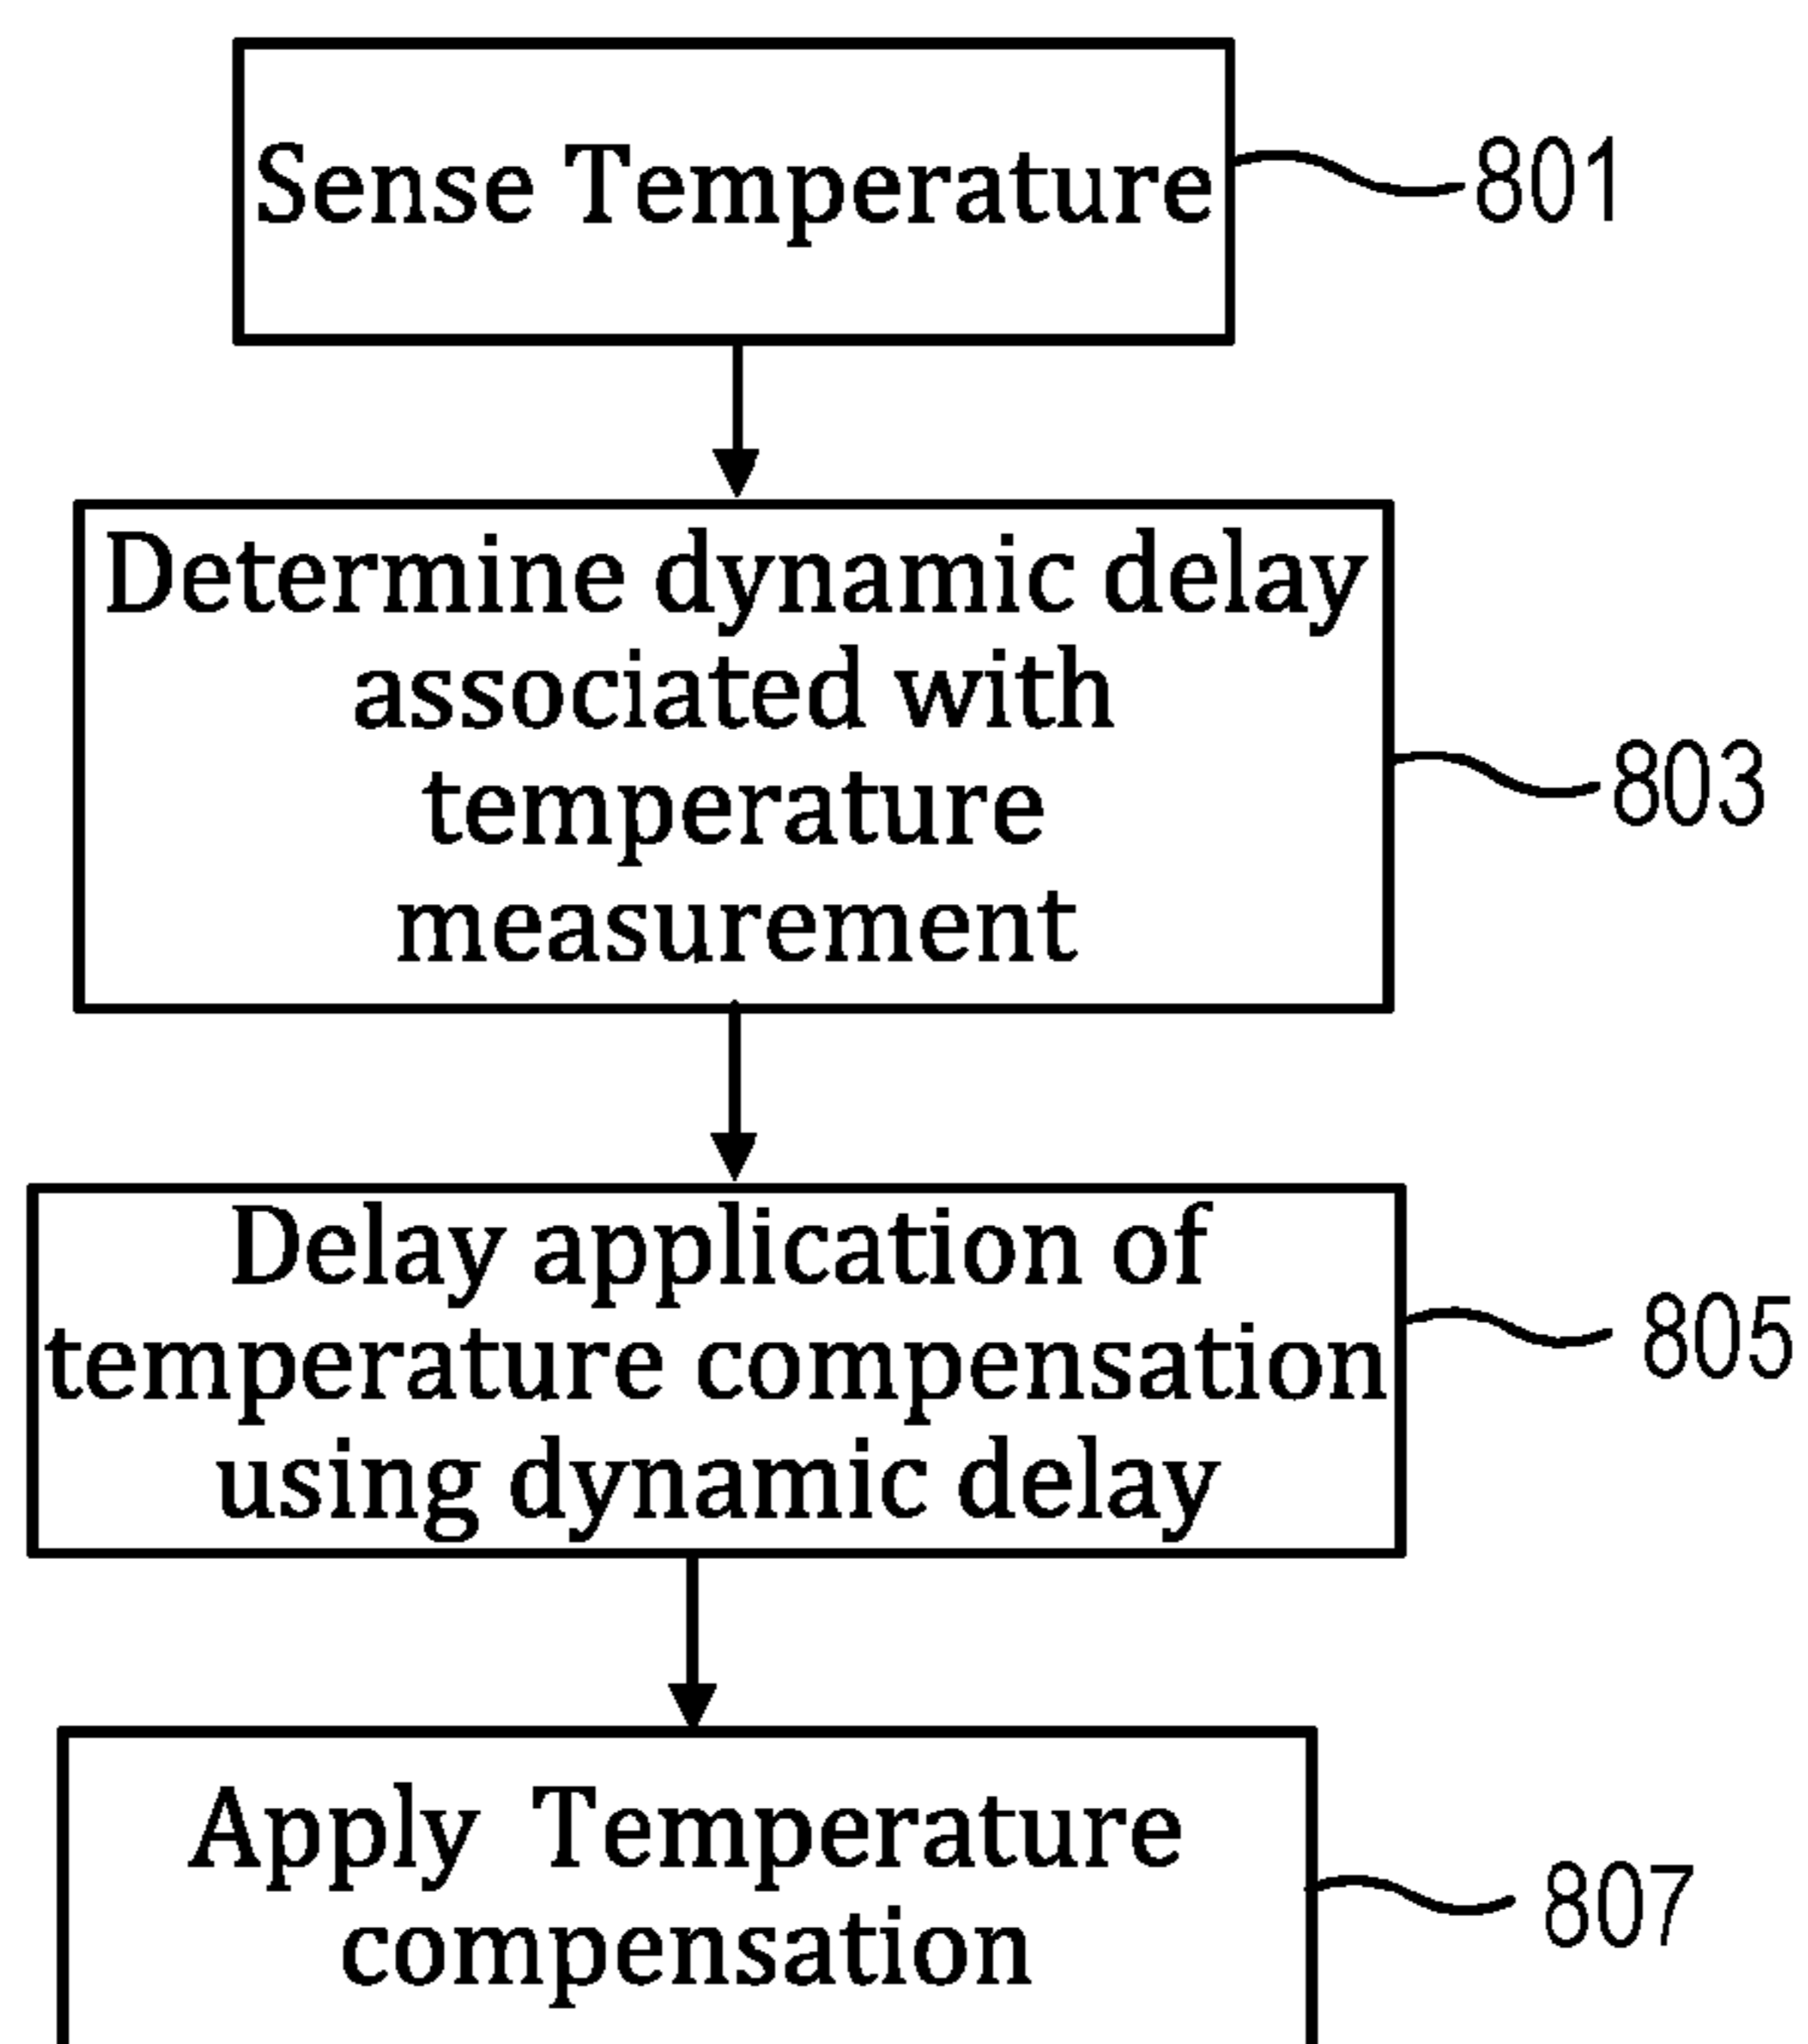 Sense Temperature
801
Determine dynamic delay
associated with
temperature
measurement
803
Delay application of
temperature compensation
using dynamic delay
805
Apply Temperature
compensation
807